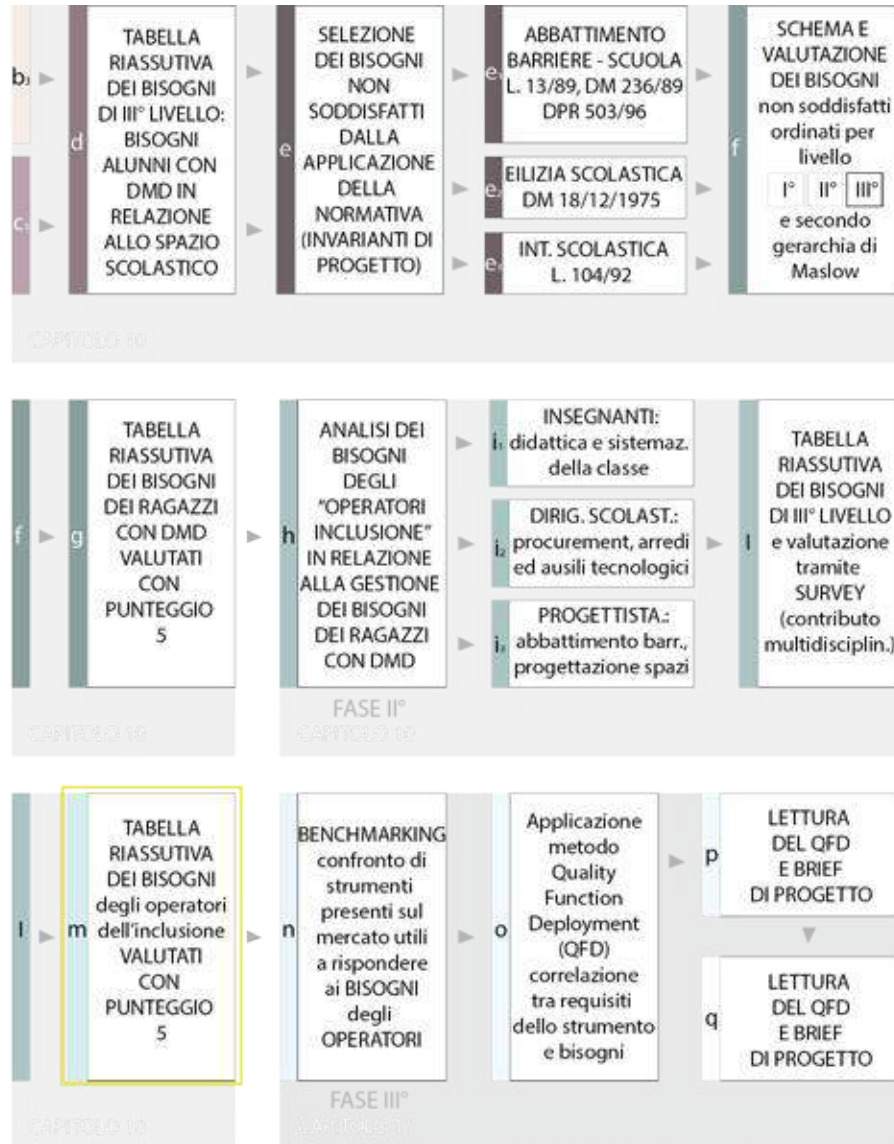 b₃
d
TABELLA
RIASSUTIVA
DEI BISOGNI
DI III° LIVELLO:
BISOGNI
ALUNNI CON
DMD IN
RELAZIONE
ALLO SPAZIO
SCOLASTICO
e
SELEZIONE
DEI BISOGNI
NON
SODDISFATTI
DALLA
APPLICAZIONE
DELLA
NORMATIVA
(INVARIANTI DI
PROGETTO)
e₁
ABBATTIMENTO
BARRIERE - SCUOLA
L. 13/89, DM 236/89
DPR 503/96
e₂
EILIZIA SCOLASTICA
DM 18/12/1975
INT. SCOLASTICA
L. 104/92
f
SCHEMA E
VALUTAZIONE
DEI BISOGNI
non soddisfatti
ordinati per
livello
I° II° III°
e secondo
gerarchia di
Maslow
CAPITOLO 10
f
g
TABELLA
RIASSUTIVA
DEI BISOGNI
DEI RAGAZZI
CON DMD
VALUTATI
CON
PUNTEGGIO
5
CAPITOLO 10
h
ANALISI DEI
BISOGNI
DEGLI
"OPERATORI
INCLUSIONE"
IN RELAZIONE
ALLA GESTIONE
DEI BISOGNI
DEI RAGAZZI
CON DMD
i₁
INSEGNANTI:
didattica e sistemaz.
della classe
i₂
DIRIG. SCOLAST.:
procurement, arredi
ed ausili tecnologici
i₃
PROGETTISTA.:
abbattimento barr.,
progettazione spazi
l
TABELLA
RIASSUTIVA
DEI BISOGNI
DI III° LIVELLO
e valutazione
tramite
SURVEY
(contributo
multidisciplin.)
FASE II°
CAPITOLO 10
l
m
TABELLA
RIASSUTIVA
DEI BISOGNI
degli operatori
dell'inclusione
VALUTATI
CON
PUNTEGGIO
5
CAPITOLO 10
n
BENCHMARKING
confronto di
strumenti
presenti sul
mercato utili
a rispondere
ai BISOGNI
degli
OPERATORI
o
Applicazione
metodo
Quality
Function
Deployment
(QFD)
correlazione
tra requisiti
dello strumento
e bisogni
p
LETTURA
DEL QFD
E BRIEF
DI PROGETTO
q
LETTURA
DEL QFD
E BRIEF
DI PROGETTO
FASE III°